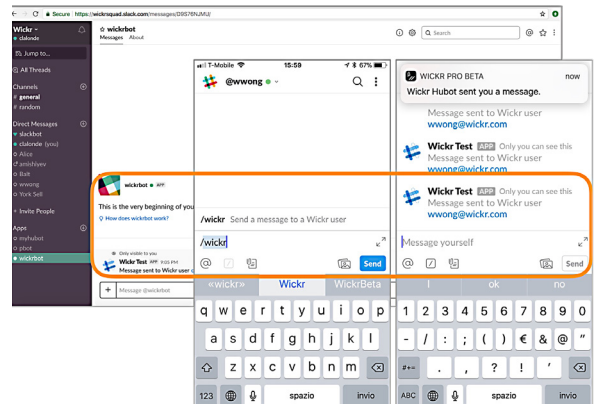 Secure https://wickrsquad.slack.com/messages/D9S76NJMU/
Wickr
clalonde
Jump to...
All Threads
Channels
# general
# random
Direct Messages
slackbot
clalonde (you)
Alice
amishiyev
Balt
wwong
York Sell
+ Invite People
Apps
myhubot
pbot
wickrbot
☆ wickrbot
Messages About
Search
wickrbot APP
This is the very beginning of you
How does wickrbot work?
Only visible to you
Wickr Test APP 9:05 PM
Message sent to Wickr user c
+ Message @wickrbot
T-Mobile 15:59 67%
@wwong
/wickr Send a message to a Wickr user
/wickr
@ Send
«wickr» Wickr WickrBeta
q w e r t y u i o p
a s d f g h j k l
z x c v b n m
123 spazio invio
WICKR PRO BETA now
Wickr Hubot sent you a message.
Message sent to Wickr user
wwong@wickr.com
Wickr Test APP Only you can see this
Message sent to Wickr user
wwong@wickr.com
Wickr Test APP Only you can see this
Message sent to Wickr user
wwong@wickr.com
Message yourself
@ Send
I ok no
1 2 3 4 5 6 7 8 9 0
- / : ; ( ) € & @ "
#+= . , ? ! '
ABC spazio invio